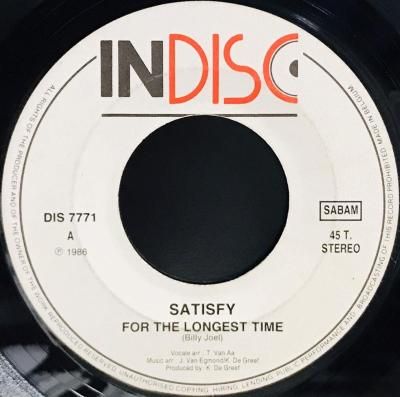 INDISC
DIS 7771
A
℗ 1986
SABAM
45 T.
STEREO
SATISFY
FOR THE LONGEST TIME
(Billy Joel)
Vocale arr.: T. Van Aa
Music arr.: J. Van Egmond/K. De Greef
Produced by: K. De Greef
ALL RIGHTS OF THE PRODUCER AND OF THE OWNER OF THE WORK REPRODUCED RESERVED. UNAUTHORISED COPYING, HIRING, LENDING, PUBLIC PERFORMANCE AND BROADCASTING OF THIS RECORD PROHIBITED. MADE IN BELGIUM